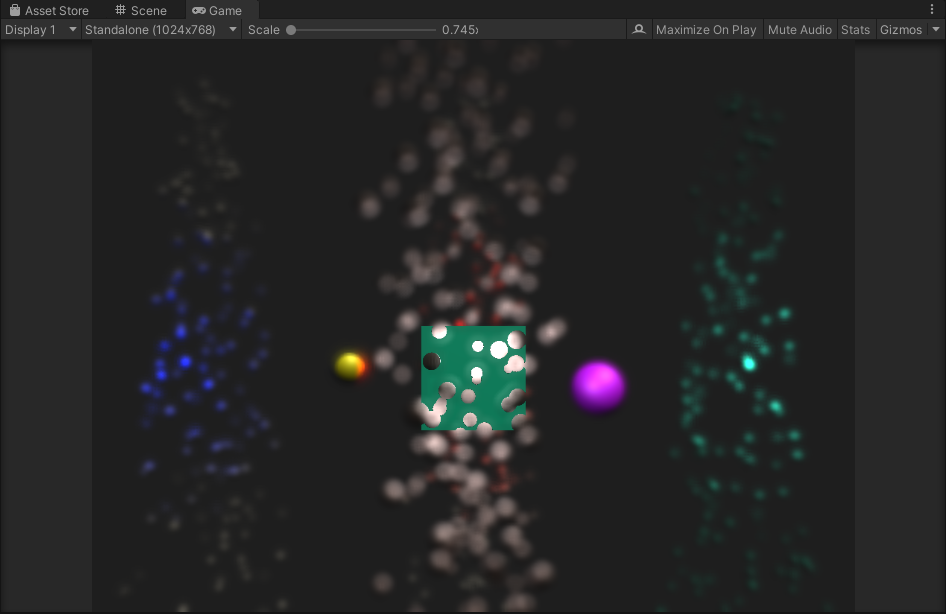 Asset Store Scene Game
Display 1 Standalone (1024x768) Scale 0.745x Maximize On Play Mute Audio Stats Gizmos